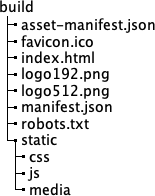 build
asset-manifest.json
favicon.ico
index.html
logo192.png
logo512.png
manifest.json
robots.txt
static
css
js
media